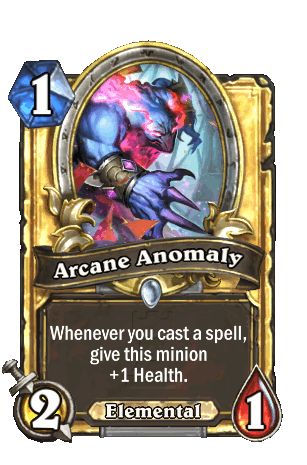 1
Arcane Anomaly
Whenever you cast a spell,
give this minion
+1 Health.
2
Elemental
1